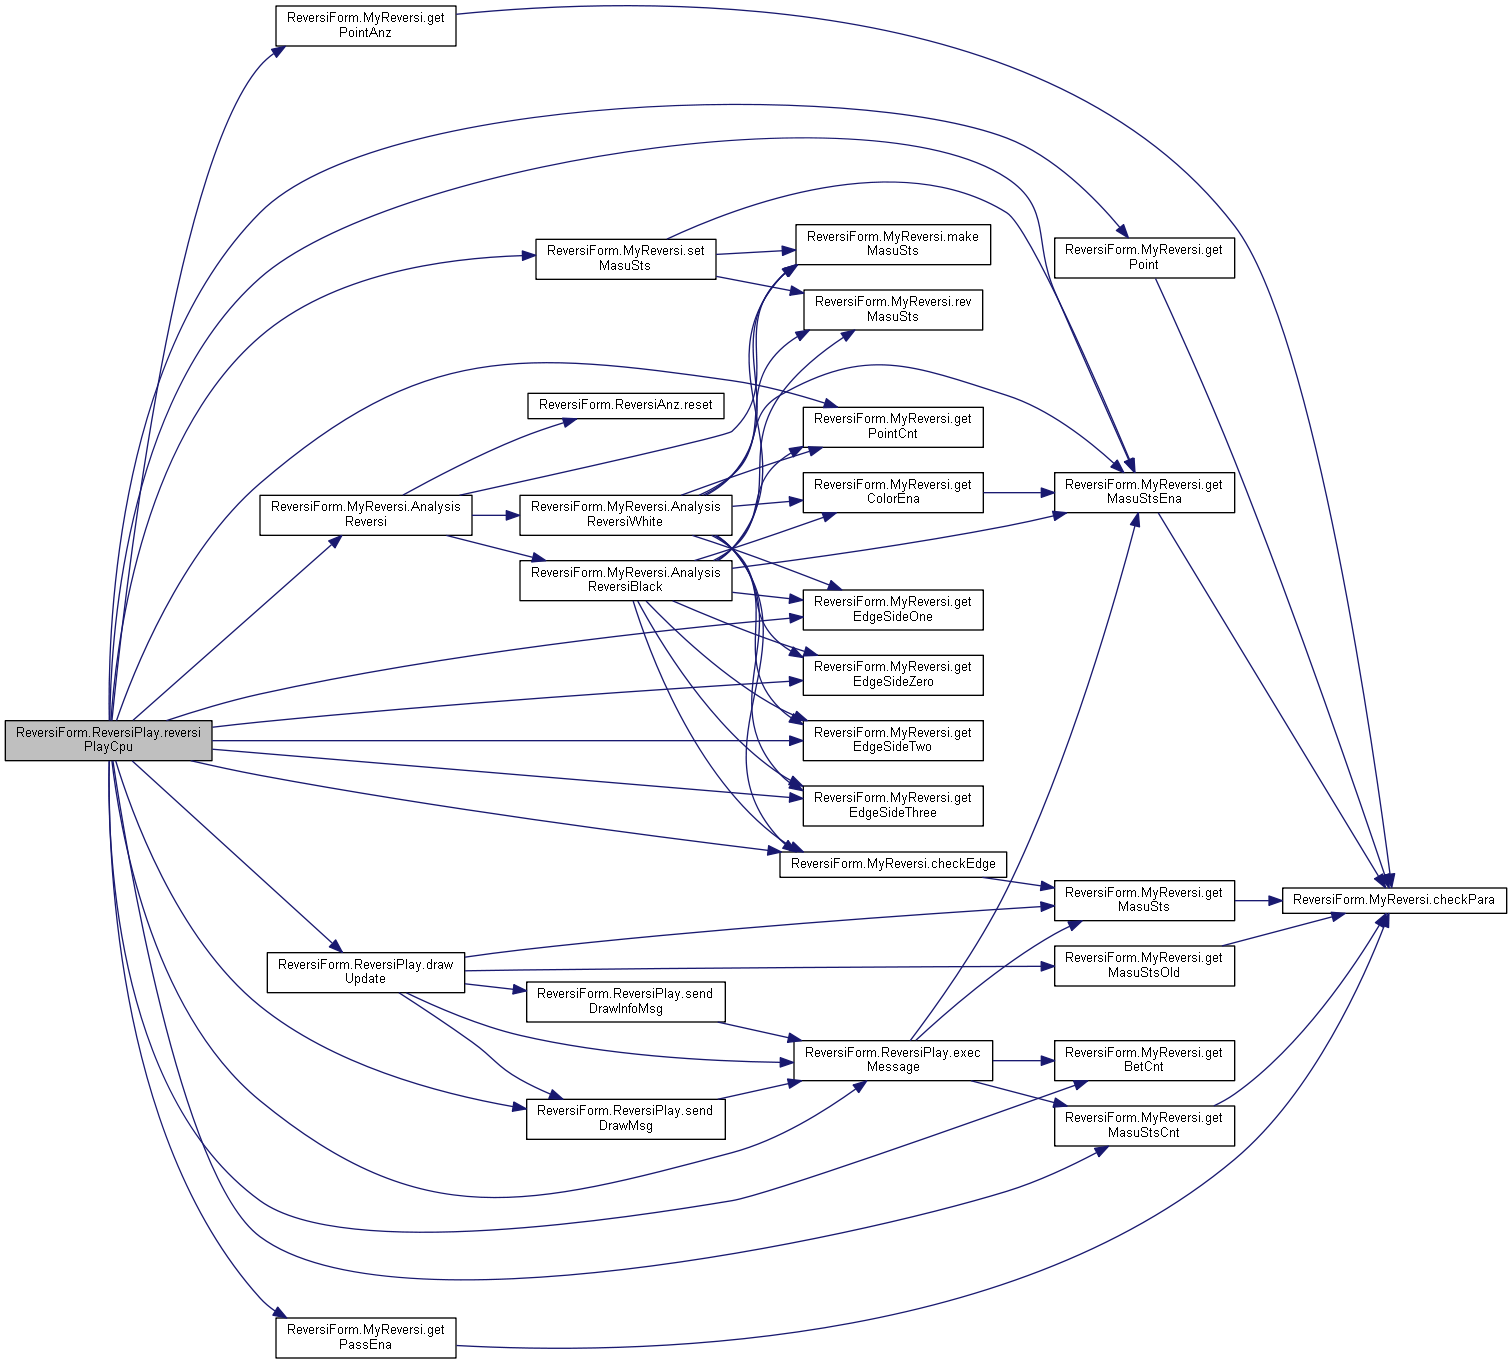 ReversiForm.MyReversi.get
PointAnz
ReversiForm.MyReversi.make
MasuSts
ReversiForm.MyReversi.set
MasuSts
ReversiForm.MyReversi.get
Point
ReversiForm.MyReversi.rev
MasuSts
ReversiForm.ReversiAnz.reset
ReversiForm.MyReversi.get
PointCnt
ReversiForm.MyReversi.Analysis
Reversi
ReversiForm.MyReversi.Analysis
ReversiWhite
ReversiForm.MyReversi.get
ColorEna
ReversiForm.MyReversi.get
MasuStsEna
ReversiForm.MyReversi.Analysis
ReversiBlack
ReversiForm.MyReversi.get
EdgeSideOne
ReversiForm.MyReversi.get
EdgeSideZero
ReversiForm.ReversiPlay.reversi
PlayCpu
ReversiForm.MyReversi.get
EdgeSideTwo
ReversiForm.MyReversi.get
EdgeSideThree
ReversiForm.MyReversi.checkEdge
ReversiForm.MyReversi.get
MasuSts
ReversiForm.MyReversi.checkPara
ReversiForm.ReversiPlay.draw
Update
ReversiForm.MyReversi.get
MasuStsOld
ReversiForm.ReversiPlay.send
DrawInfoMsg
ReversiForm.ReversiPlay.exec
Message
ReversiForm.MyReversi.get
BetCnt
ReversiForm.ReversiPlay.send
DrawMsg
ReversiForm.MyReversi.get
MasuStsCnt
ReversiForm.MyReversi.get
PassEna